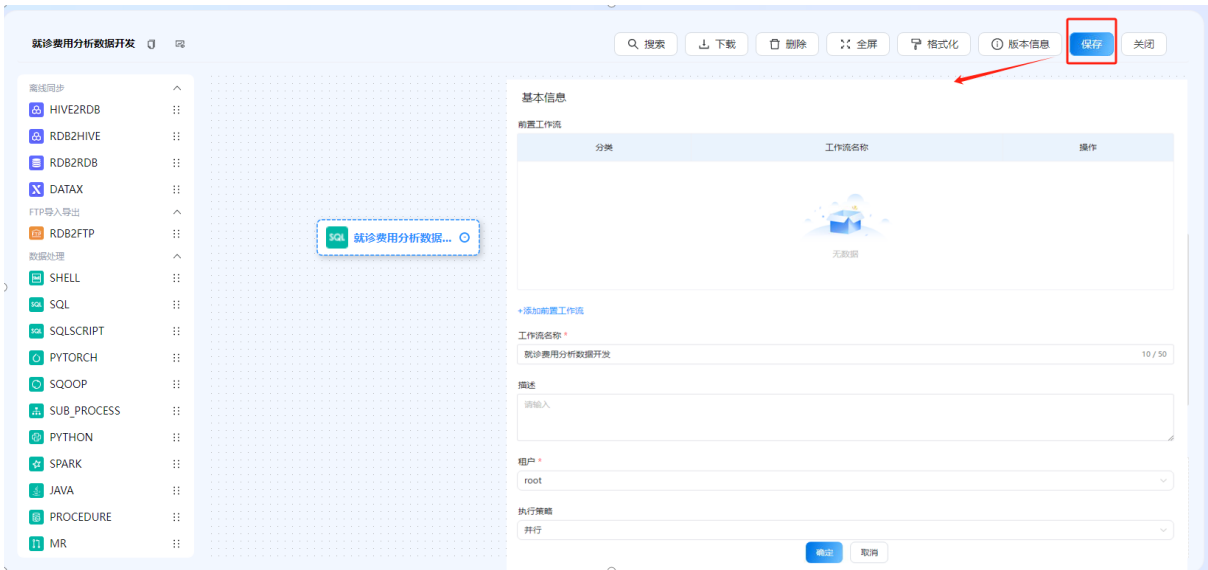 就诊费用分析数据开发
搜索 下载 删除 全屏 格式化 版本信息 保存 关闭
离线同步
HIVE2RDB
RDB2HIVE
RDB2RDB
DATAX
FTP导入导出
RDB2FTP
数据处理
SHELL
SQL
SQLSCRIPT
PYTORCH
SQOOP
SUB_PROCESS
PYTHON
SPARK
JAVA
PROCEDURE
MR
SQL 就诊费用分析数据...
基本信息
前置工作流
分类 工作流名称 操作
无数据
+添加前置工作流
工作流名称 *
就诊费用分析数据开发 10 / 50
描述
请输入
租户 *
root
执行策略
并行
确定 取消